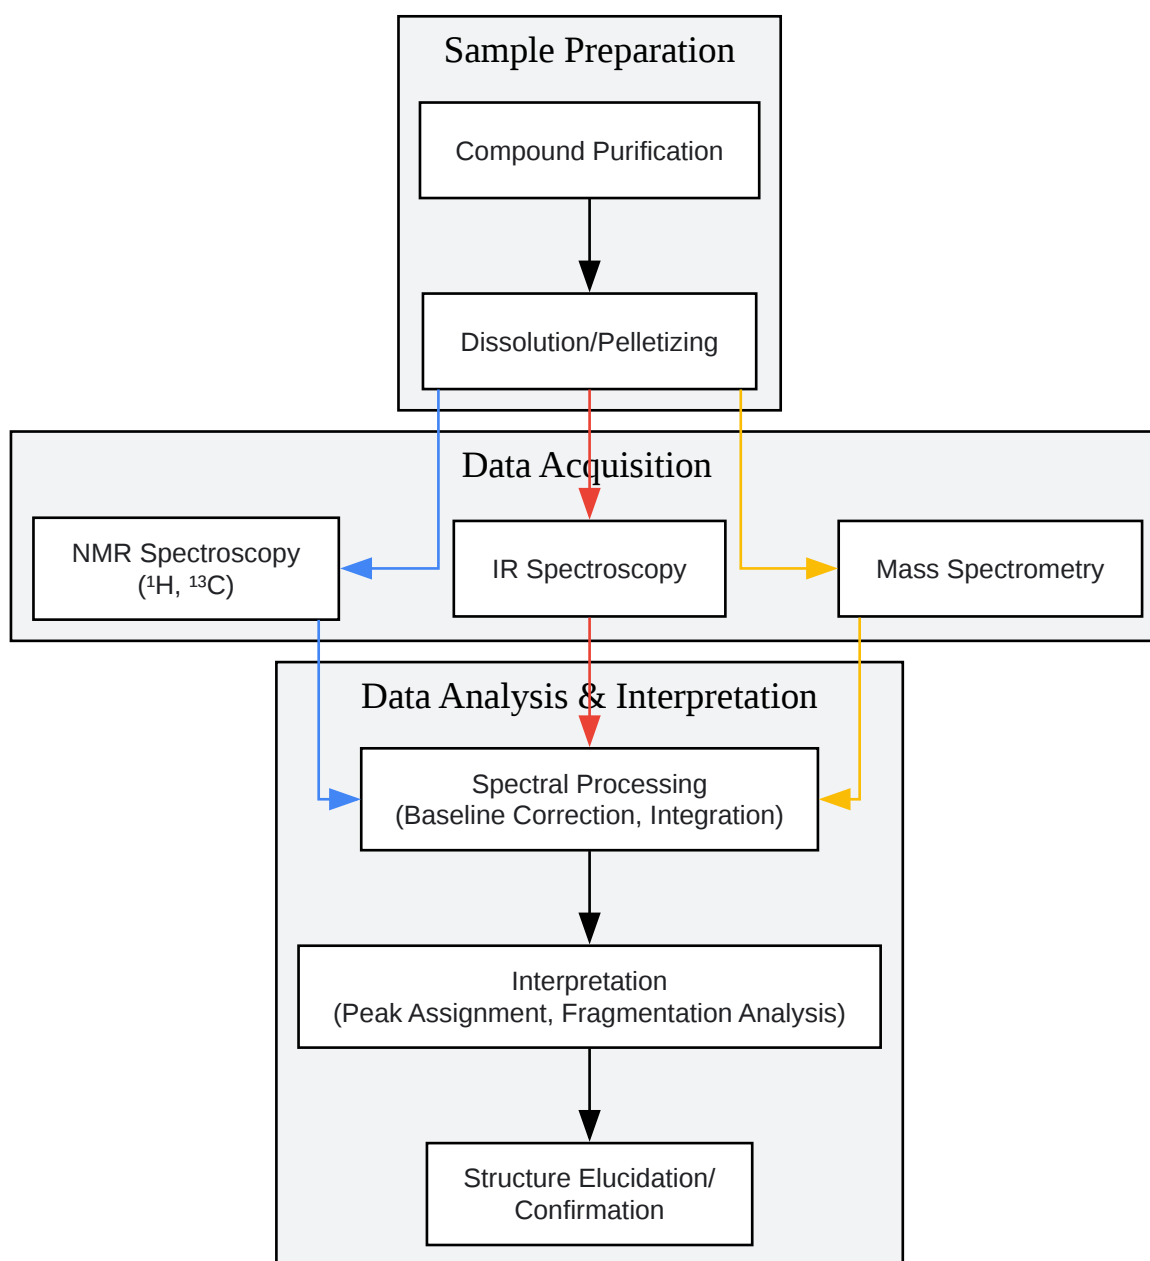 Sample Preparation
Compound Purification
Dissolution/Pelletizing
Data Acquisition
NMR Spectroscopy
(¹H, ¹³C)
IR Spectroscopy
Mass Spectrometry
Data Analysis & Interpretation
Spectral Processing
(Baseline Correction, Integration)
Interpretation
(Peak Assignment, Fragmentation Analysis)
Structure Elucidation/
Confirmation